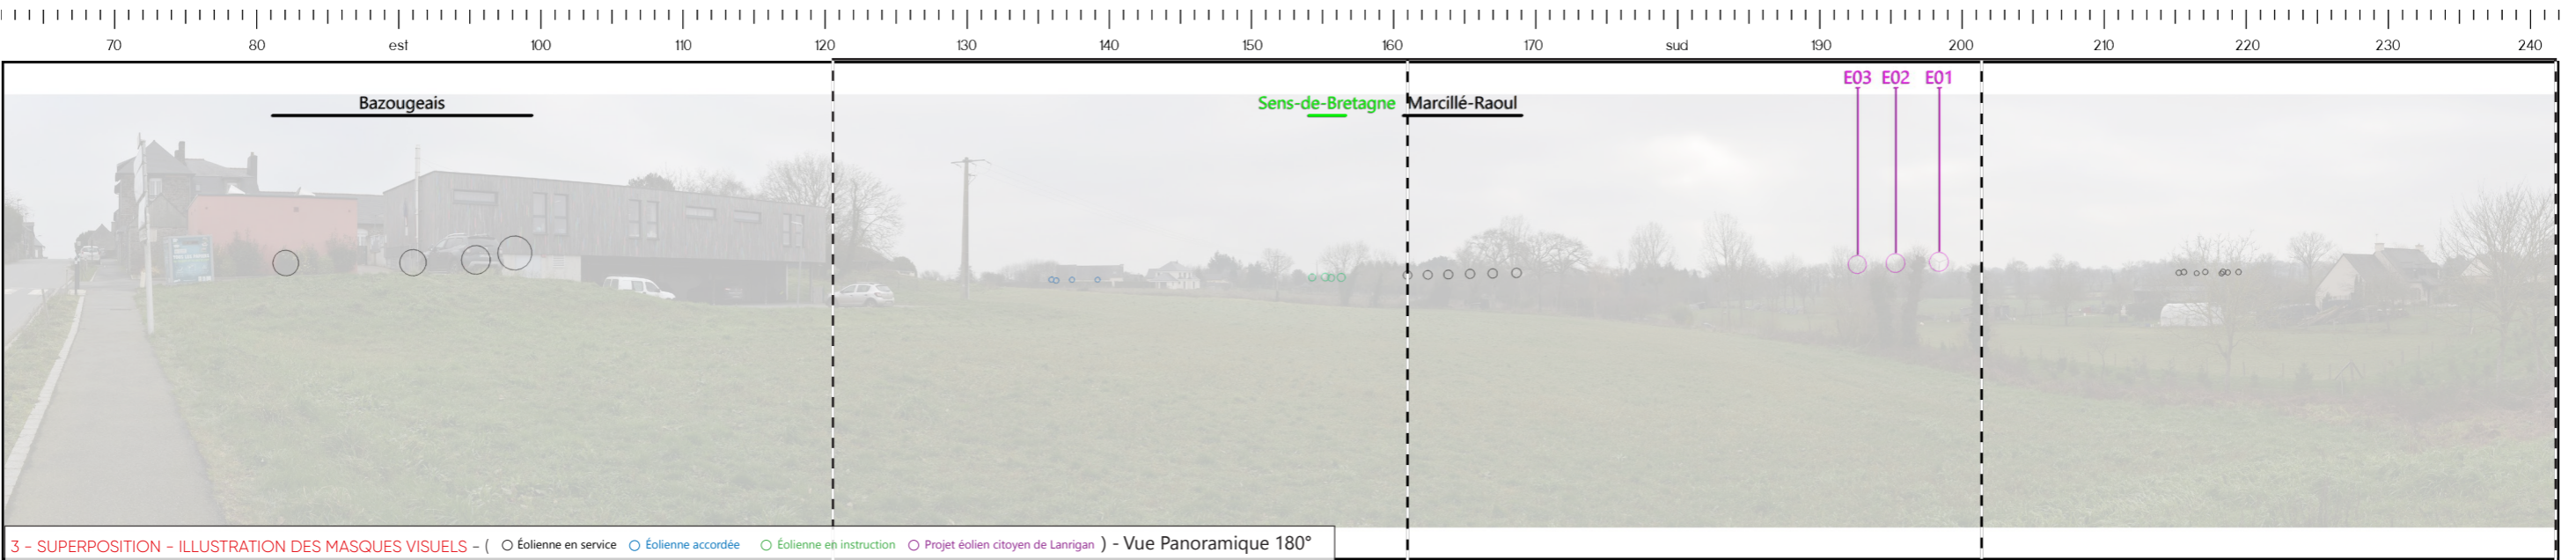 70 80 est 100 110 120 130 140 150 160 170 sud 190 200 210 220 230 240
E03 E02 E01
Bazougeais Sens-de-Bretagne Marcillé-Raoul
3 - SUPERPOSITION - ILLUSTRATION DES MASQUES VISUELS - ( Éolienne en service Éolienne accordée Éolienne en instruction Projet éolien citoyen de Lanrigan ) - Vue Panoramique 180°